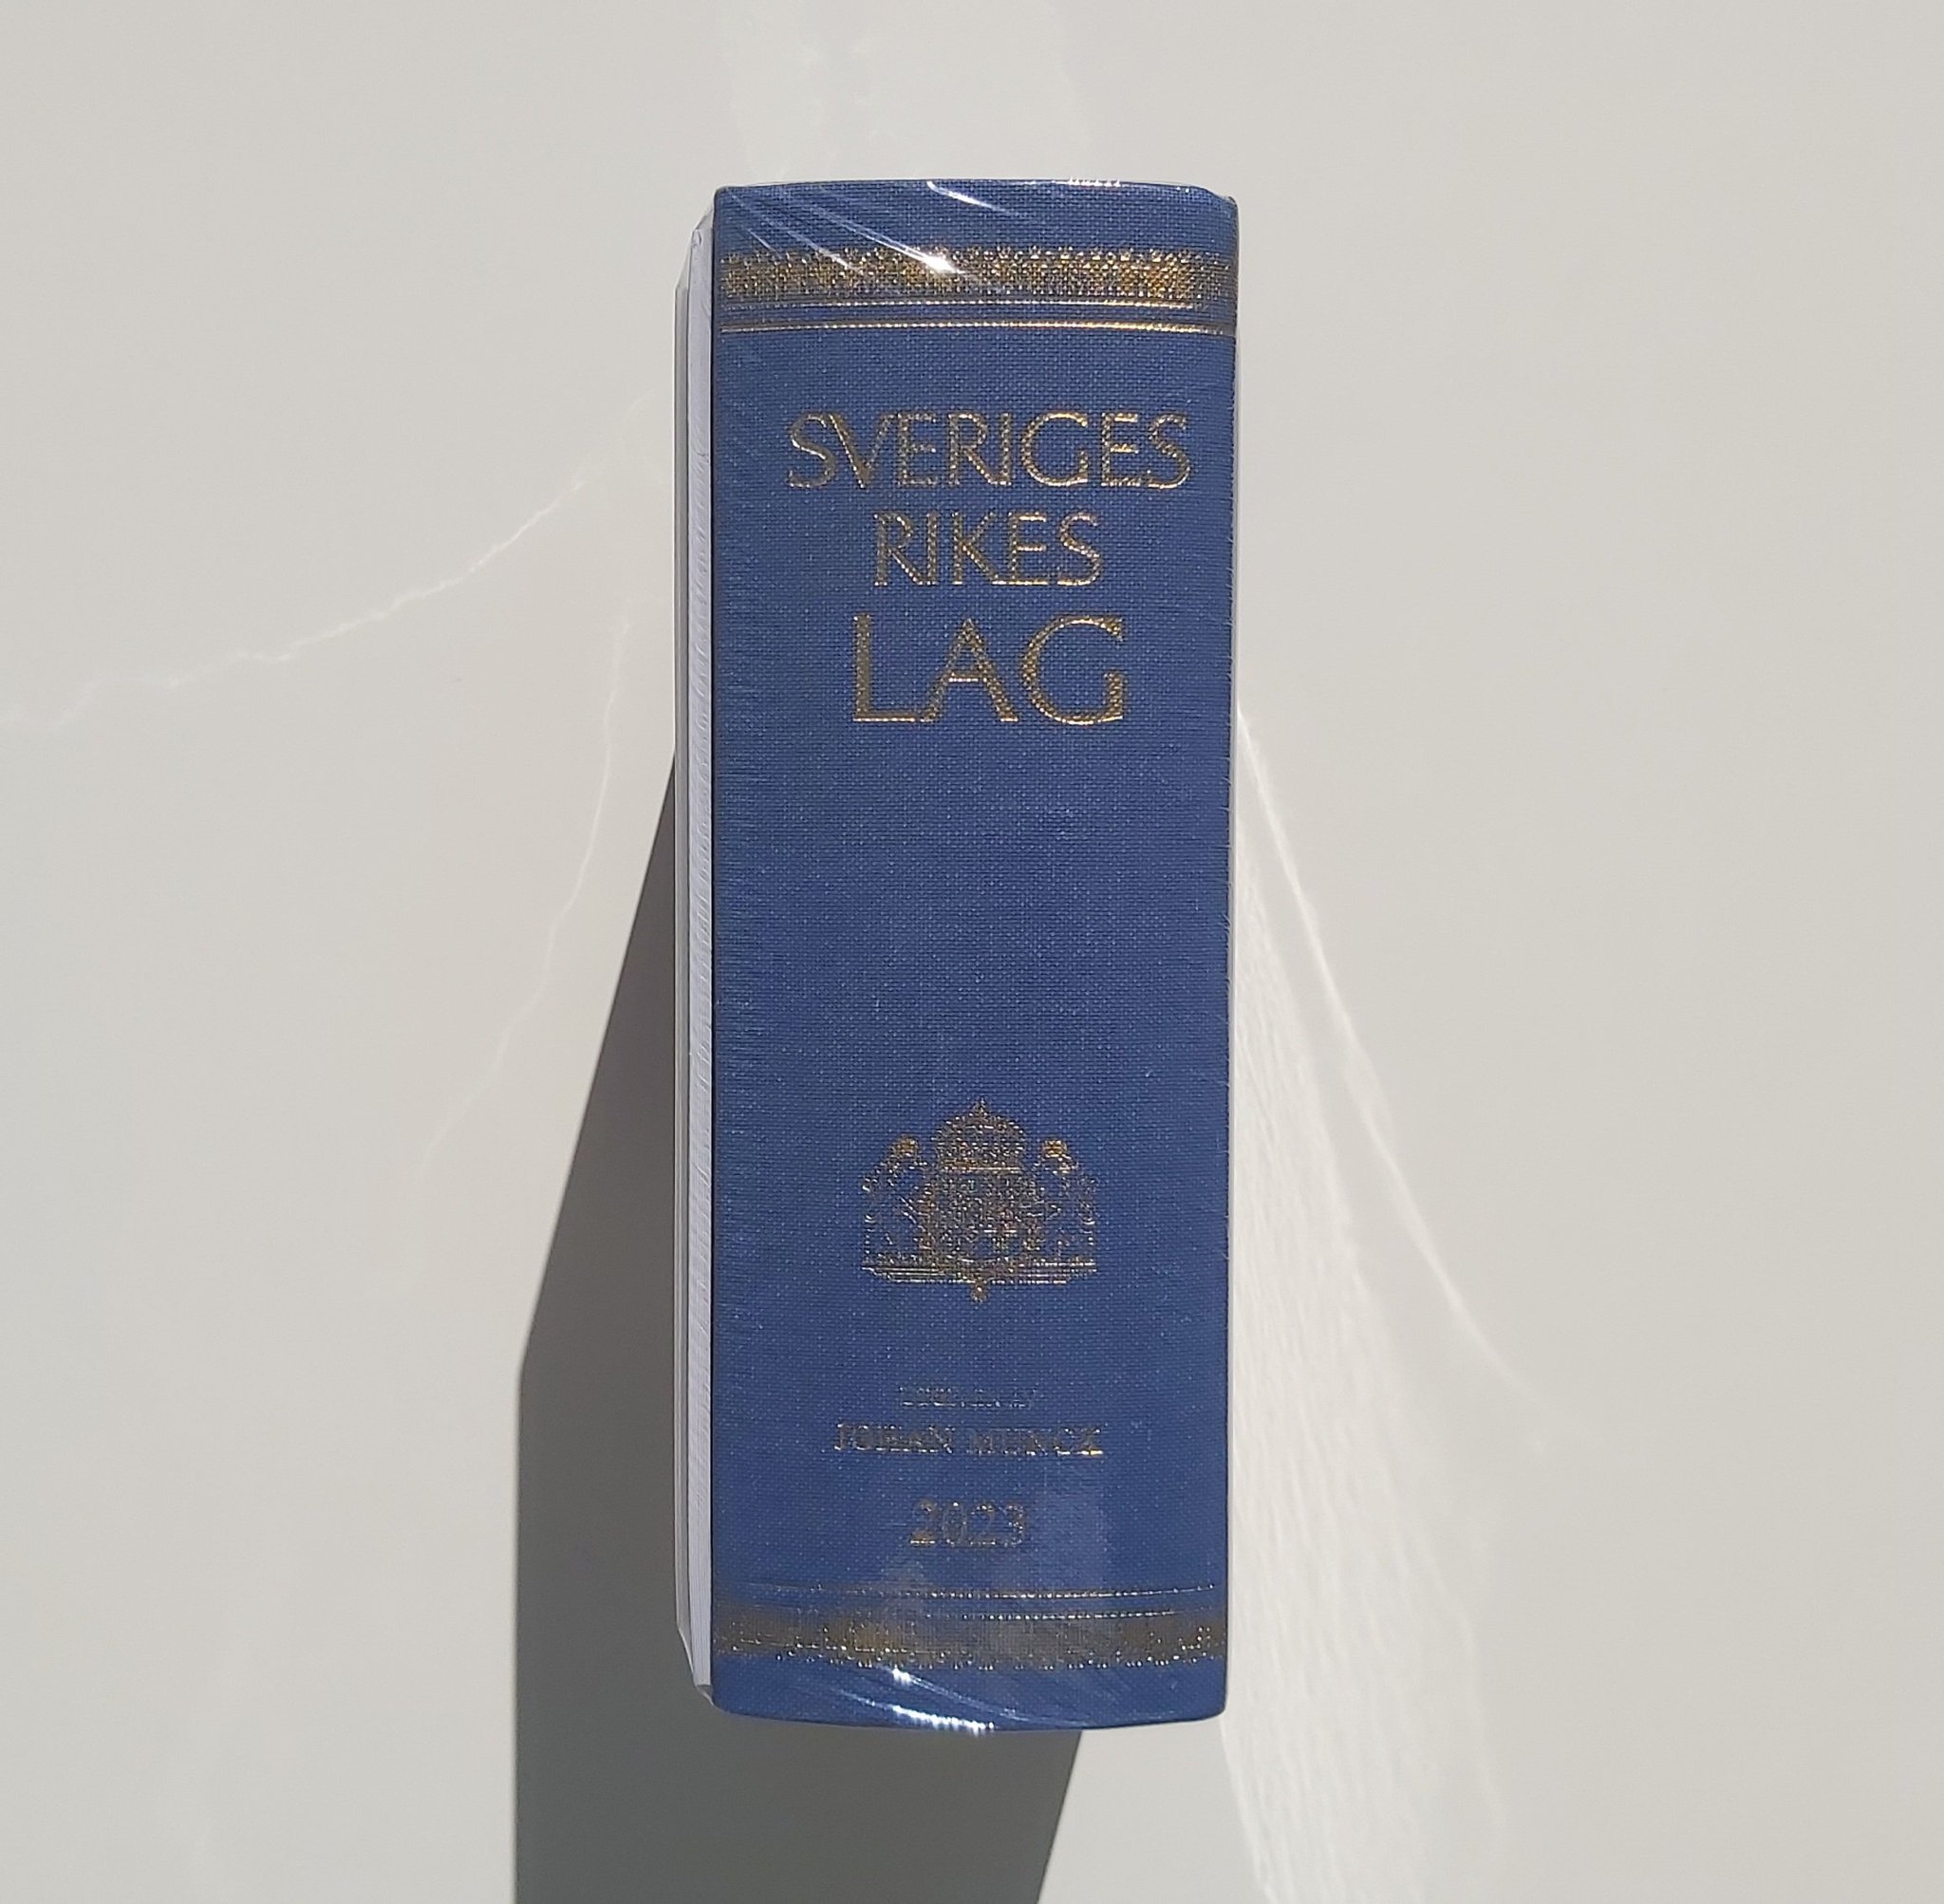 SVERIGES
RIKES
LAG
JOHAN MUNCK
2023